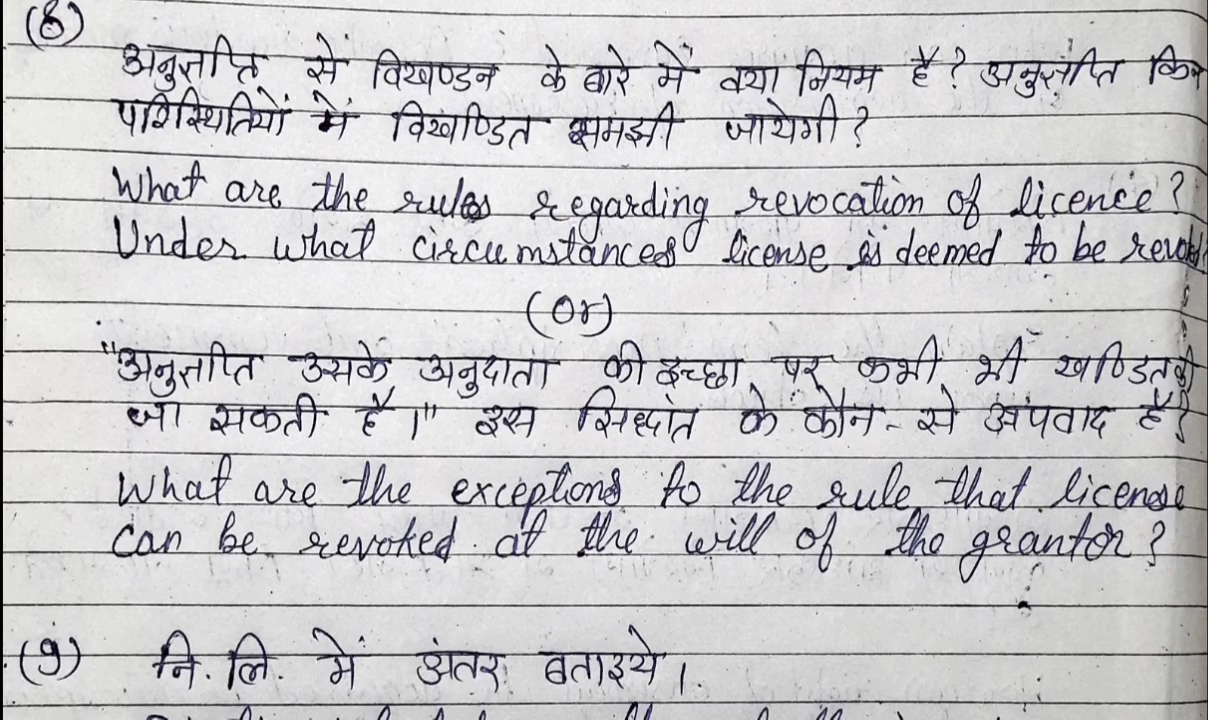 (8)
अनुज्ञप्ति से विखण्डन के बारे में क्या नियम है? अनुज्ञप्ति किन
परिस्थितियों में विखण्डित समझी जायेगी?
What are the rules regarding revocation of licence?
Under what circumstances license is deemed to be
(Or)
"अनुज्ञप्ति उसके अनुदाता की इच्छा पर कभी भी खण्डित की
जा सकती है।" इस सिध्दांत के कौन-से अपवाद है?
What are the exceptions to the rule that license
can be revoked at the will of the grantor?
(9) नि. लि. में अंतर बताइये।